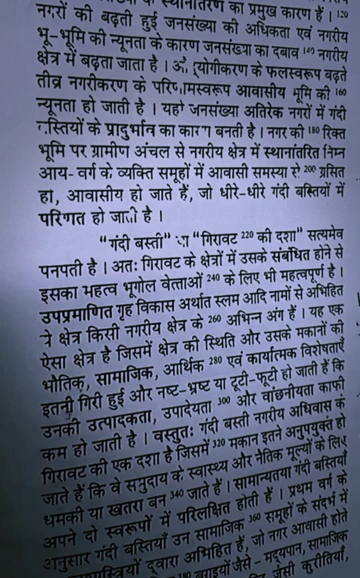 स्थानांतरण का प्रमुख कारण हैं । 120
नगरों की बढ़ती हुई जनसंख्या की अधिकता एवं नगरीय
भू-भूमि की न्यूनता के कारण जनसंख्या का दबाव 140 नगरीय
क्षेत्र में बढ़ता जाता है । औद्योगीकरण के फलस्वरूप बढ़ते
तीव्र नगरीकरण के परिणामस्वरूप आवासीय भूमि की 160
न्यूनता हो जाती है । यही जनसंख्या अतिरेक नगरों में गंदी
बस्तियों के प्रादुर्भाव का कारण बनती है । नगर की 180 रिक्त
भूमि पर ग्रामीण अंचल से नगरीय क्षेत्र में स्थानांतरित निम्न
आय-वर्ग के व्यक्ति समूहों में आवासी समस्या से 200 ग्रसित
हो, आवासीय हो जाते हैं, जो धीरे-धीरे गंदी बस्तियों में
परिणत हो जाती है ।
"गंदी बस्ती" या "गिरावट 220 की दशा" सत्यमेव
पनपती है । अतः गिरावट के क्षेत्रों में उसके संबंधित होने से
इसका महत्व भूगोल वेत्ताओं 240 के लिए भी महत्वपूर्ण है ।
उपप्रमाणित गृह विकास अर्थात स्लम आदि नामों से अभिहित
ये क्षेत्र किसी नगरीय क्षेत्र के 260 अभिन्न अंग हैं । यह एक
ऐसा क्षेत्र है जिसमें क्षेत्र की स्थिति और उसके मकानों की
भौतिक, सामाजिक, आर्थिक 280 एवं कार्यात्मक विशेषताएँ
इतनी गिरी हुई और नष्ट-भ्रष्ट या टूटी-फूटी हो जाती हैं कि
उनकी उत्पादकता, उपादेयता 300 और वांछनीयता काफी
कम हो जाती है । वस्तुतः गंदी बस्ती नगरीय अधिवास के
गिरावट की एक दशा है जिसमें 320 मकान इतने अनुपयुक्त हो
जाते हैं कि वे समुदाय के स्वास्थ्य और नैतिक मूल्यों के लिए
धमकी या खतरा बन 340 जाते हैं । सामान्यतया गंदी बस्तियाँ
अपने दो स्वरूपों में परिलक्षित होती हैं । प्रथम वर्ग के
अनुसार गंदी बस्तियाँ उन सामाजिक 360 समूहों के संदर्भ में
द्वारा अभिहित हैं, जो नगर आवासी होते
जैसे - मद्यपान, सामाजिक
जैसी कुरीतियाँ,